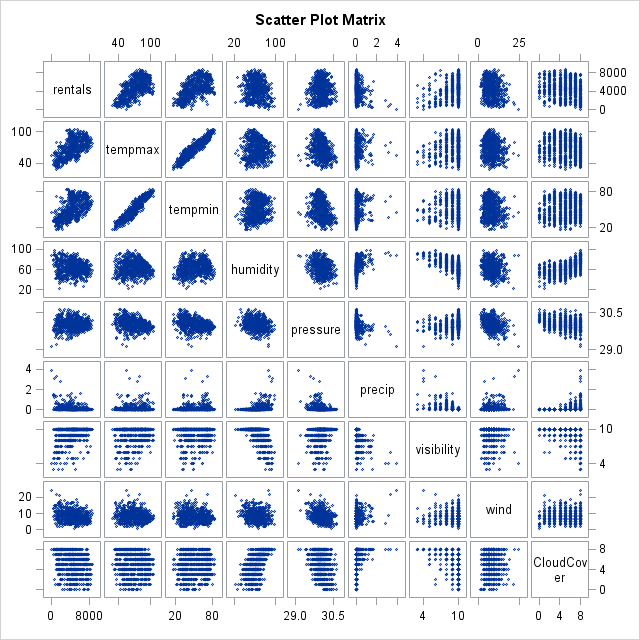 Scatter Plot Matrix
40 100 20 100 0 2 4 0 25
rentals 8000
4000
0
100
tempmax
40
tempmin 80
20
100
60 humidity
20
pressure 30.5
29.0
4
2 precip
0
visibility 10
4
20
10 wind
0
CloudCov
er
8
4
0
0 8000 20 80 29.0 30.5 4 10 0 4 8